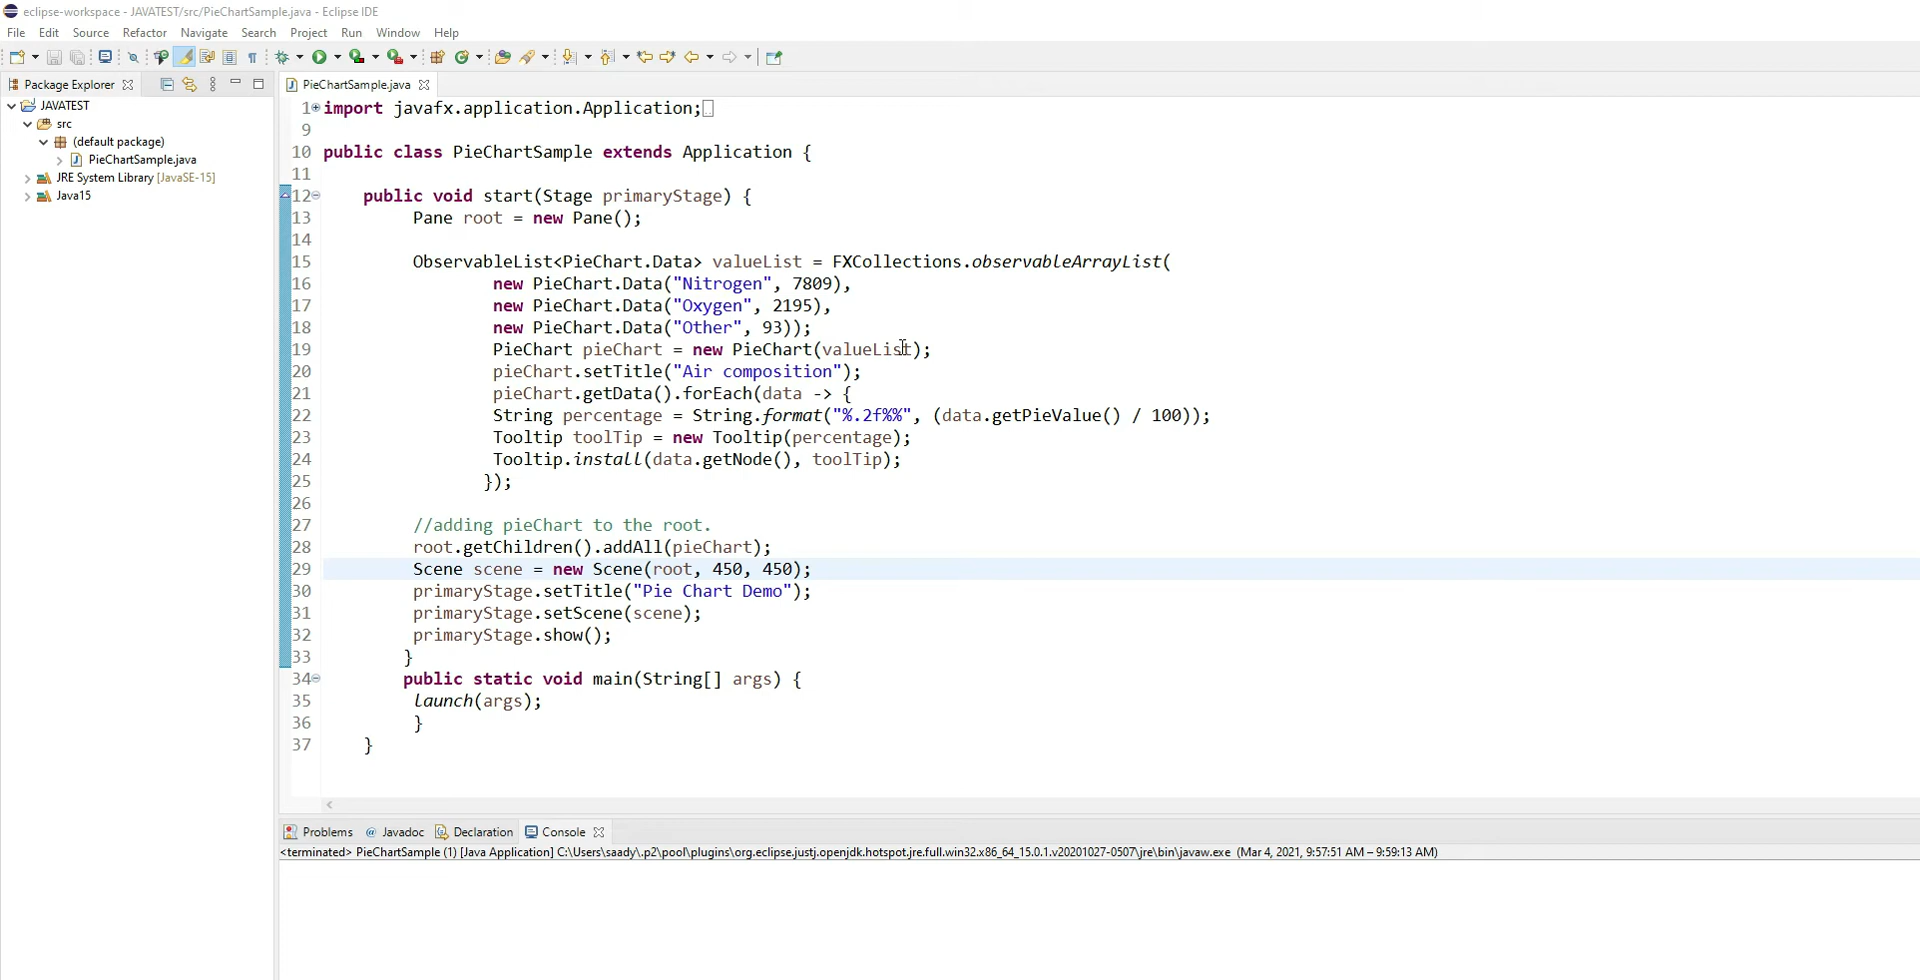 eclipse-workspace - JAVATEST/src/PieChartSample.java - Eclipse IDE
File Edit Source Refactor Navigate Search Project Run Window Help
Package Explorer
JAVATEST
src
(default package)
PieChartSample.java
JRE System Library [JavaSE-15]
Java15
PieChartSample.java
1 import javafx.application.Application;
9
10 public class PieChartSample extends Application {
11
12 public void start(Stage primaryStage) {
13 Pane root = new Pane();
14
15 ObservableList<PieChart.Data> valueList = FXCollections.observableArrayList(
16 new PieChart.Data("Nitrogen", 7809),
17 new PieChart.Data("Oxygen", 2195),
18 new PieChart.Data("Other", 93));
19 PieChart pieChart = new PieChart(valueList);
20 pieChart.setTitle("Air composition");
21 pieChart.getData().forEach(data -> {
22 String percentage = String.format("%.2f%%", (data.getPieValue() / 100));
23 Tooltip toolTip = new Tooltip(percentage);
24 Tooltip.install(data.getNode(), toolTip);
25 });
26
27 //adding pieChart to the root.
28 root.getChildren().addAll(pieChart);
29 Scene scene = new Scene(root, 450, 450);
30 primaryStage.setTitle("Pie Chart Demo");
31 primaryStage.setScene(scene);
32 primaryStage.show();
33 }
34 public static void main(String[] args) {
35 launch(args);
36 }
37 }
Problems @ Javadoc Declaration Console
<terminated> PieChartSample (1) [Java Application] C:\Users\saady\.p2\pool\plugins\org.eclipse.justj.openjdk.hotspot.jre.full.win32.x86_64_15.0.1.v20201027-0507\jre\bin\javaw.exe (Mar 4, 2021, 9:57:51 AM – 9:59:13 AM)